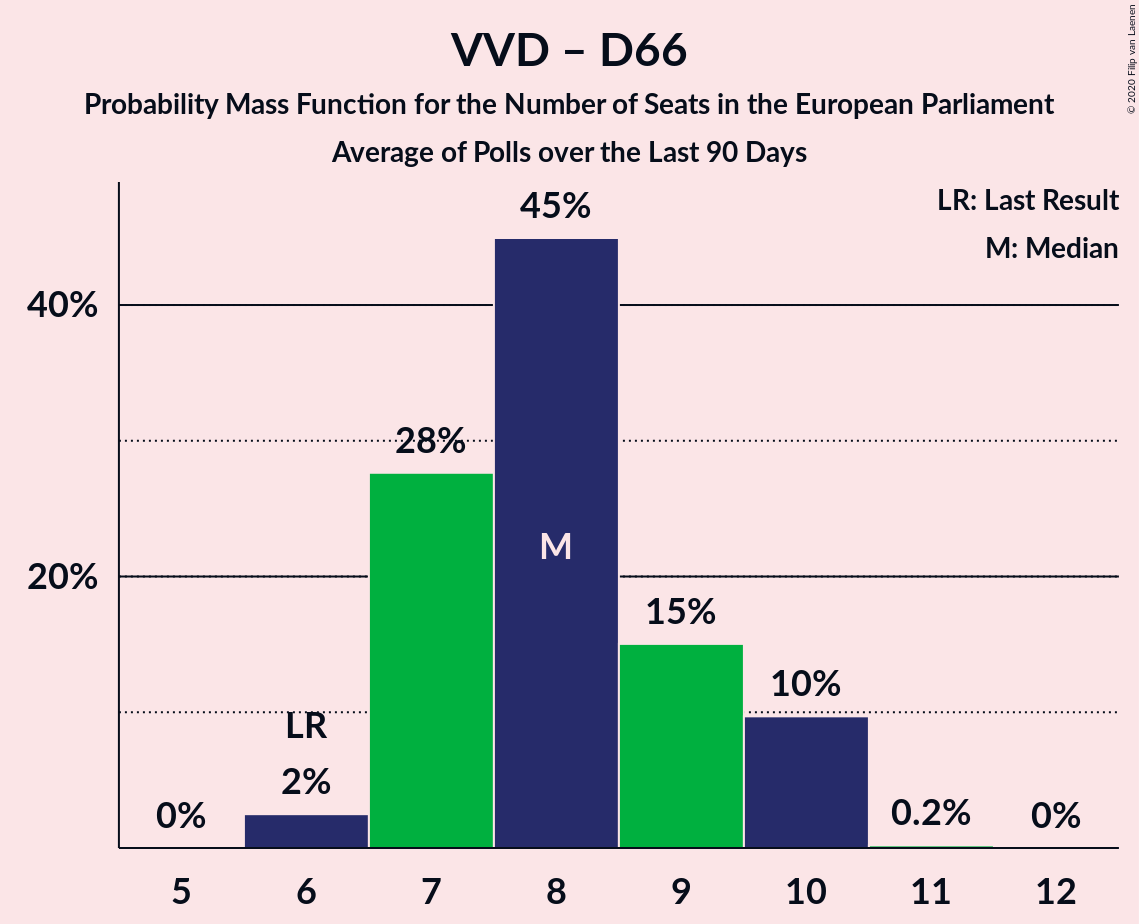 VVD – D66
Probability Mass Function for the Number of Seats in the European Parliament
Average of Polls over the Last 90 Days
© 2020 Filip van Laenen
LR: Last Result
M: Median
45%
40%
28%
M
20%
15%
10%
LR
2%
0%
0.2%
0%
5 6 7 8 9 10 11 12